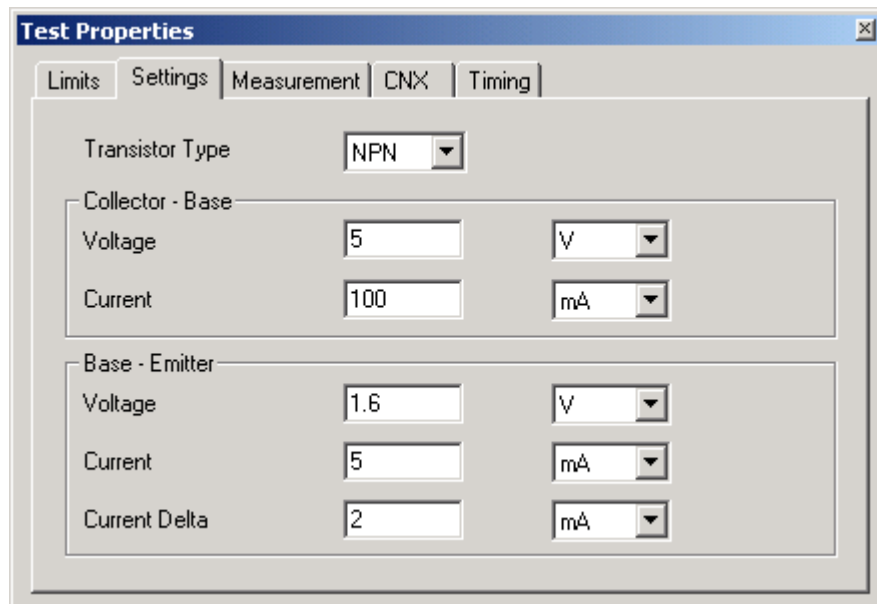 Test Properties
Limits Settings Measurement CNX Timing
Transistor Type NPN
Collector - Base
Voltage 5 V
Current 100 mA
Base - Emitter
Voltage 1.6 V
Current 5 mA
Current Delta 2 mA